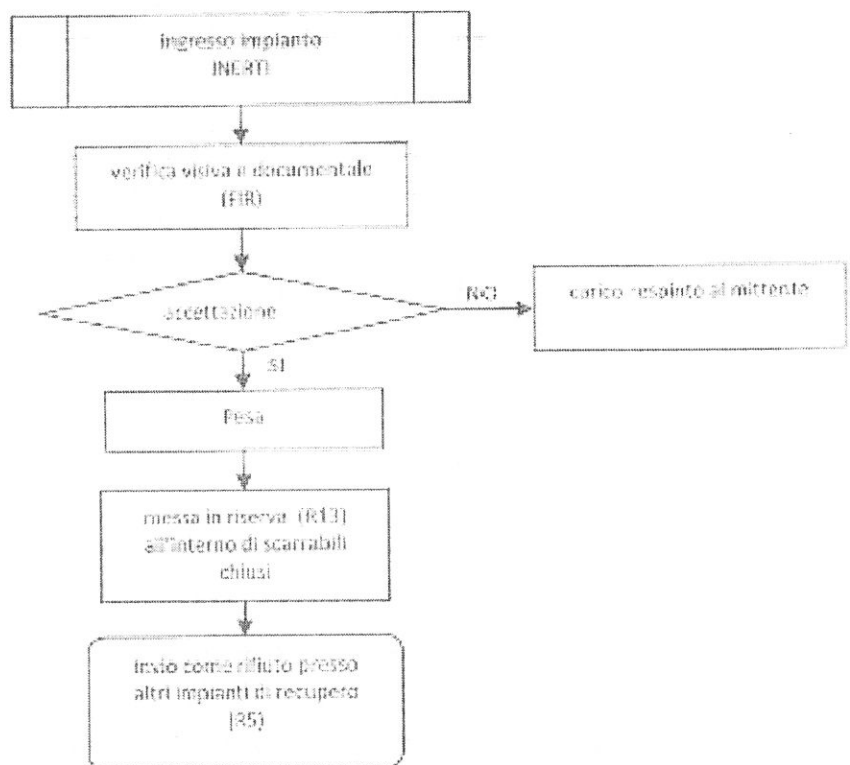 ingresso impianto
INERTI
verifica visiva e documentale
(FIR)
accettazione
NO
carico respinto al mittente
SI
Pesa
messa in riserva (R13)
all'interno di scarrabili
chiusi
invio come rifiuto presso
altri impianti di recupero
(R5)